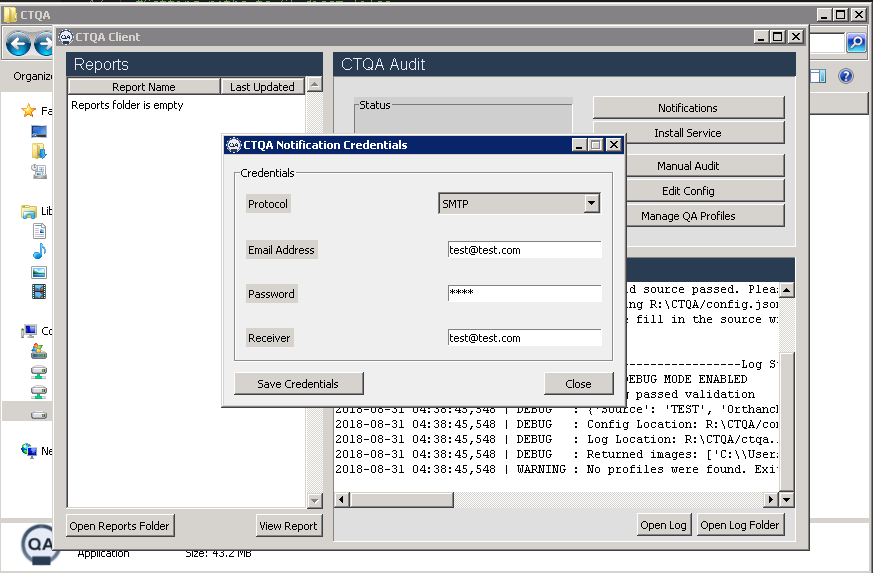 CTQA
CTQA Client
Organiz
Fa
Lib
Co
Ne
Reports
Report Name
Last Updated
Reports folder is empty
Open Reports Folder
View Report
CTQA Audit
Status
Notifications
Install Service
Manual Audit
Edit Config
Manage QA Profiles
CTQA Notification Credentials
Credentials
Protocol
SMTP
Email Address
test@test.com
Password
****
Receiver
test@test.com
Save Credentials
Close
d source passed. Pleas
ng R:\CTQA/config.json
fill in the source wi
-----------------Log St
DEBUG MODE ENABLED
g passed validation
2018-08-31 04:38:45,548 | DEBUG : {'Source': 'TEST', 'Orthanch
2018-08-31 04:38:45,548 | DEBUG : Config Location: R:\CTQA/con
2018-08-31 04:38:45,548 | DEBUG : Log Location: R:\CTQA/ctqa.
2018-08-31 04:38:45,548 | DEBUG : Returned images: ['C:\\User
2018-08-31 04:38:45,548 | WARNING : No profiles were found. Exi
Open Log
Open Log Folder
QA
Application
Size: 43.2 MB